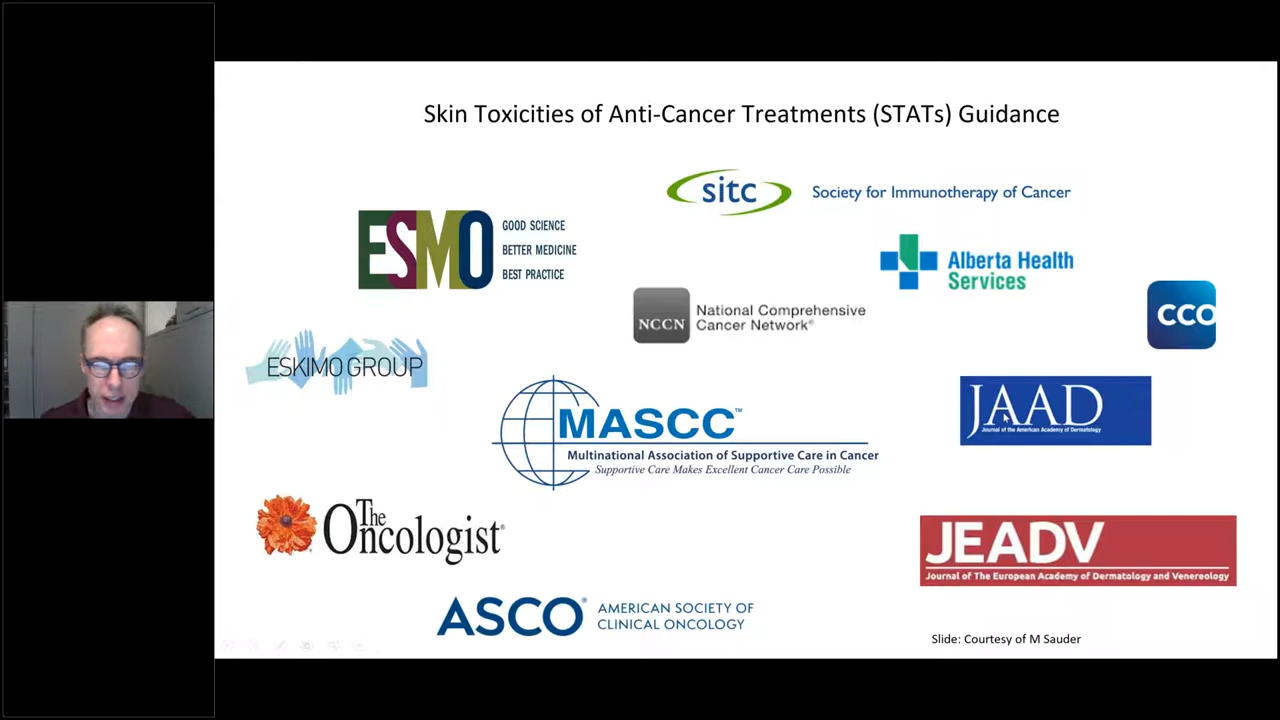 Skin Toxicities of Anti-Cancer Treatments (STATs) Guidance
sitc
Society for Immunotherapy of Cancer
ESMO
GOOD SCIENCE
BETTER MEDICINE
BEST PRACTICE
Alberta Health
Services
NCCN
National Comprehensive
Cancer Network®
CCO
ESKIMO GROUP
JAAD
Journal of the American Academy of Dermatology
MASCC™
Multinational Association of Supportive Care in Cancer
Supportive Care Makes Excellent Cancer Care Possible
The
Oncologist®
JEADV
Journal of The European Academy of Dermatology and Venereology
ASCO®
AMERICAN SOCIETY OF
CLINICAL ONCOLOGY
Slide: Courtesy of M Sauder